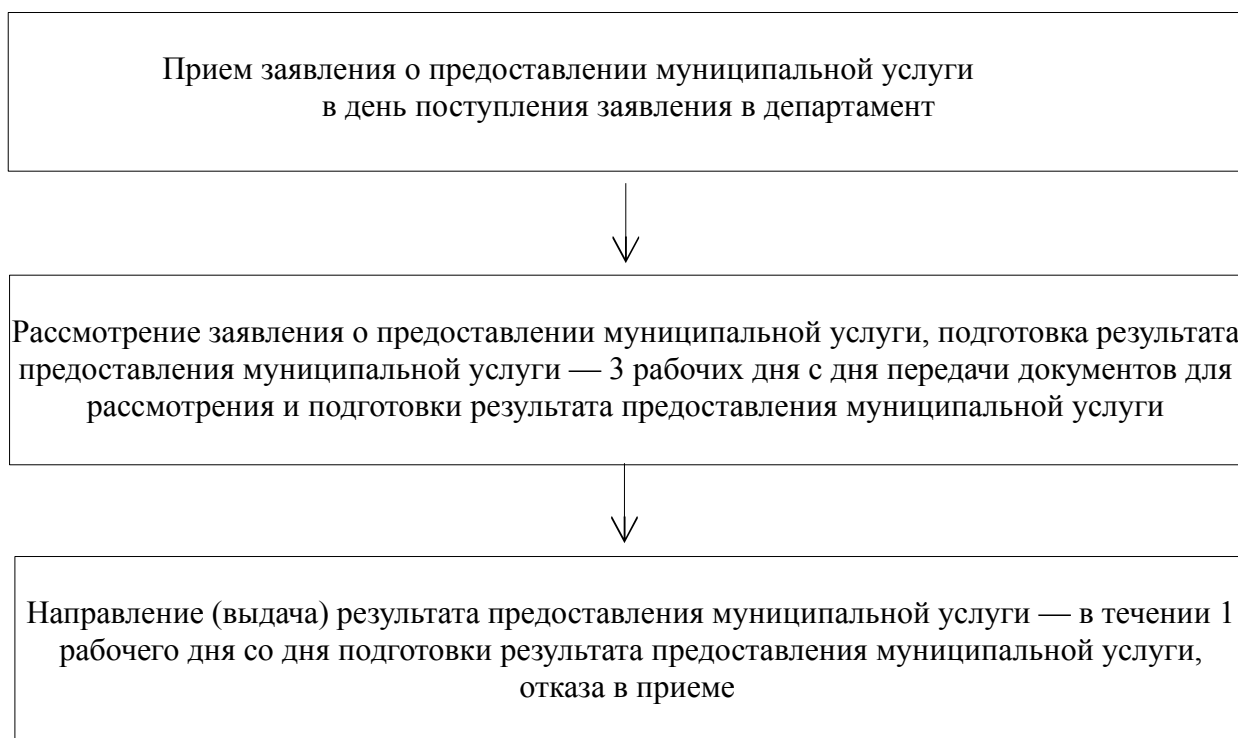 Прием заявления о предоставлении муниципальной услуги
в день поступления заявления в департамент
Рассмотрение заявления о предоставлении муниципальной услуги, подготовка результата
предоставления муниципальной услуги — 3 рабочих дня с дня передачи документов для
рассмотрения и подготовки результата предоставления муниципальной услуги
Направление (выдача) результата предоставления муниципальной услуги — в течении 1
рабочего дня со дня подготовки результата предоставления муниципальной услуги,
отказа в приеме